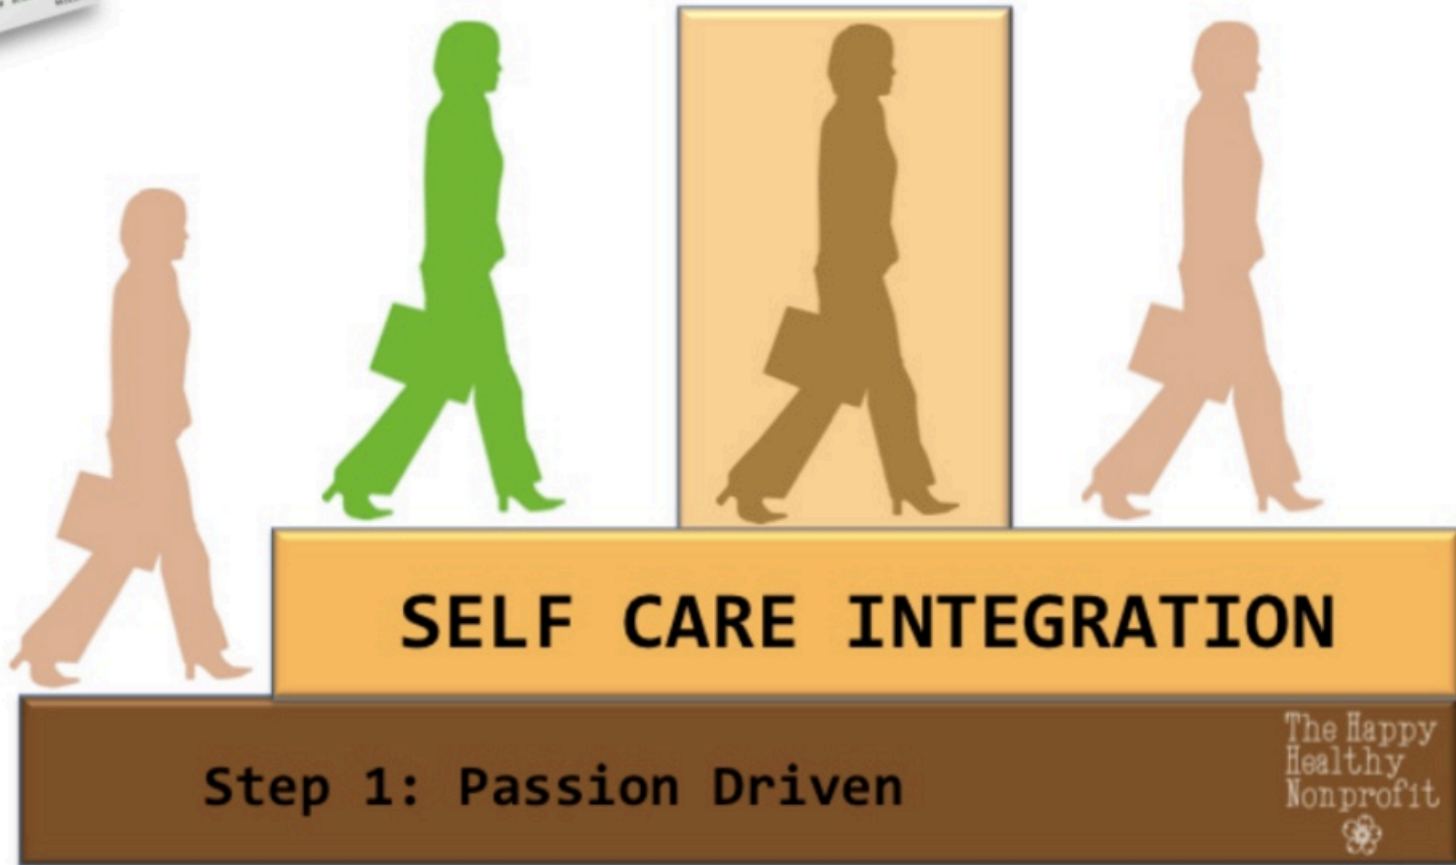 SELF CARE INTEGRATION
Step 1: Passion Driven
The Happy
Healthy
Nonprofit